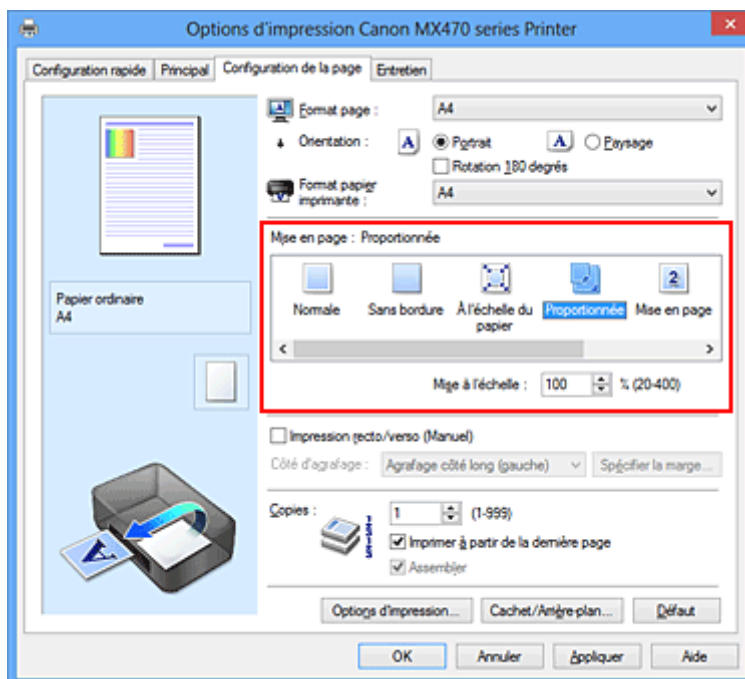 Options d'impression Canon MX470 series Printer
Configuration rapide Principal Configuration de la page Entretien
Format page : A4
Orientation : A Portrait A Paysage
Rotation 180 degrés
Format papier imprimante : A4
Mise en page : Proportionnée
Papier ordinaire
A4
Normale Sans bordure À l'échelle du papier Proportionnée 2 Mise en page
Mise à l'échelle : 100 % (20-400)
Impression recto/verso (Manuel)
Côté d'agrafage : Agrafage côté long (gauche) Spécifier la marge...
Copies : 1 (1-999)
Imprimer à partir de la dernière page
Assembler
A
Options d'impression... Cachet/Arrière-plan... Défaut
OK Annuler Appliquer Aide